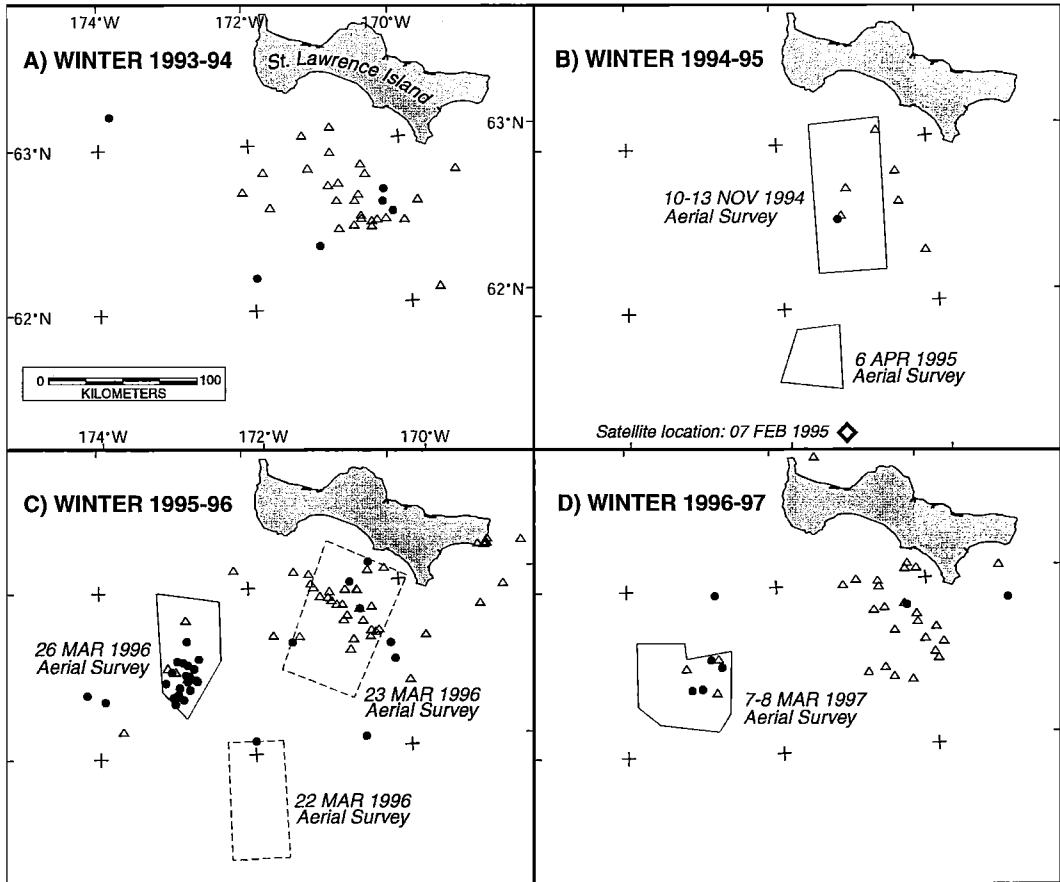 174°W 172°W 170°W
A) WINTER 1993-94
St. Lawrence Island
63°N
62°N
0 100
KILOMETERS
B) WINTER 1994-95
63°N
10-13 NOV 1994
Aerial Survey
62°N
6 APR 1995
Aerial Survey
Satellite location: 07 FEB 1995
174°W 172°W 170°W
C) WINTER 1995-96
26 MAR 1996
Aerial Survey
23 MAR 1996
Aerial Survey
22 MAR 1996
Aerial Survey
D) WINTER 1996-97
7-8 MAR 1997
Aerial Survey